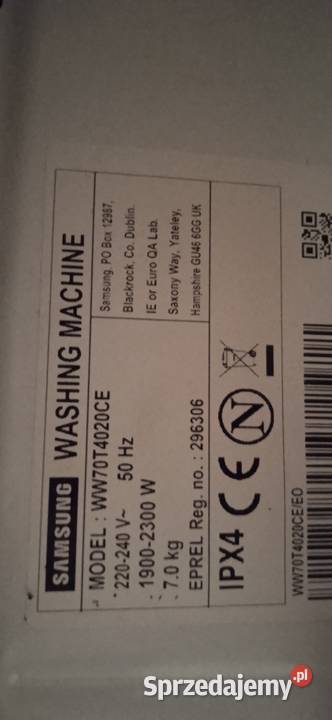 SAMSUNG WASHING MACHINE
MODEL : WW70T4020CE
220-240 V~ 50 Hz
1900-2300 W
7.0 kg
EPREL Reg. no. : 296306
Samsung, PO Box 12987,
Blackrock, Co. Dublin.
IE or Euro QA Lab.
Saxony Way, Yateley,
Hampshire GU46 6GG UK
IPX4 CE N
WW70T4020CE/EO
Sprzedajemy.pl